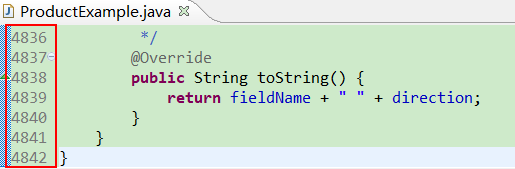 ProductExample.java
4836 */
4837 @Override
4838 public String toString() {
4839 return fieldName + " " + direction;
4840 }
4841 }
4842 }